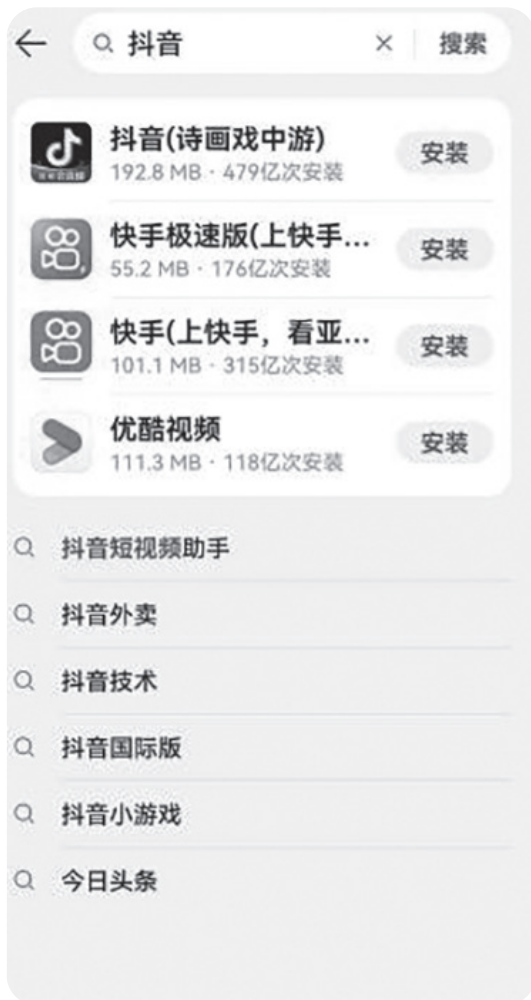 抖音
搜索
抖音(诗画戏中游)
安装
192.8 MB · 479亿次安装
快手极速版(上快手...
安装
55.2 MB · 176亿次安装
快手(上快手，看亚...
安装
101.1 MB · 315亿次安装
优酷视频
安装
111.3 MB · 118亿次安装
抖音短视频助手
抖音外卖
抖音技术
抖音国际版
抖音小游戏
今日头条